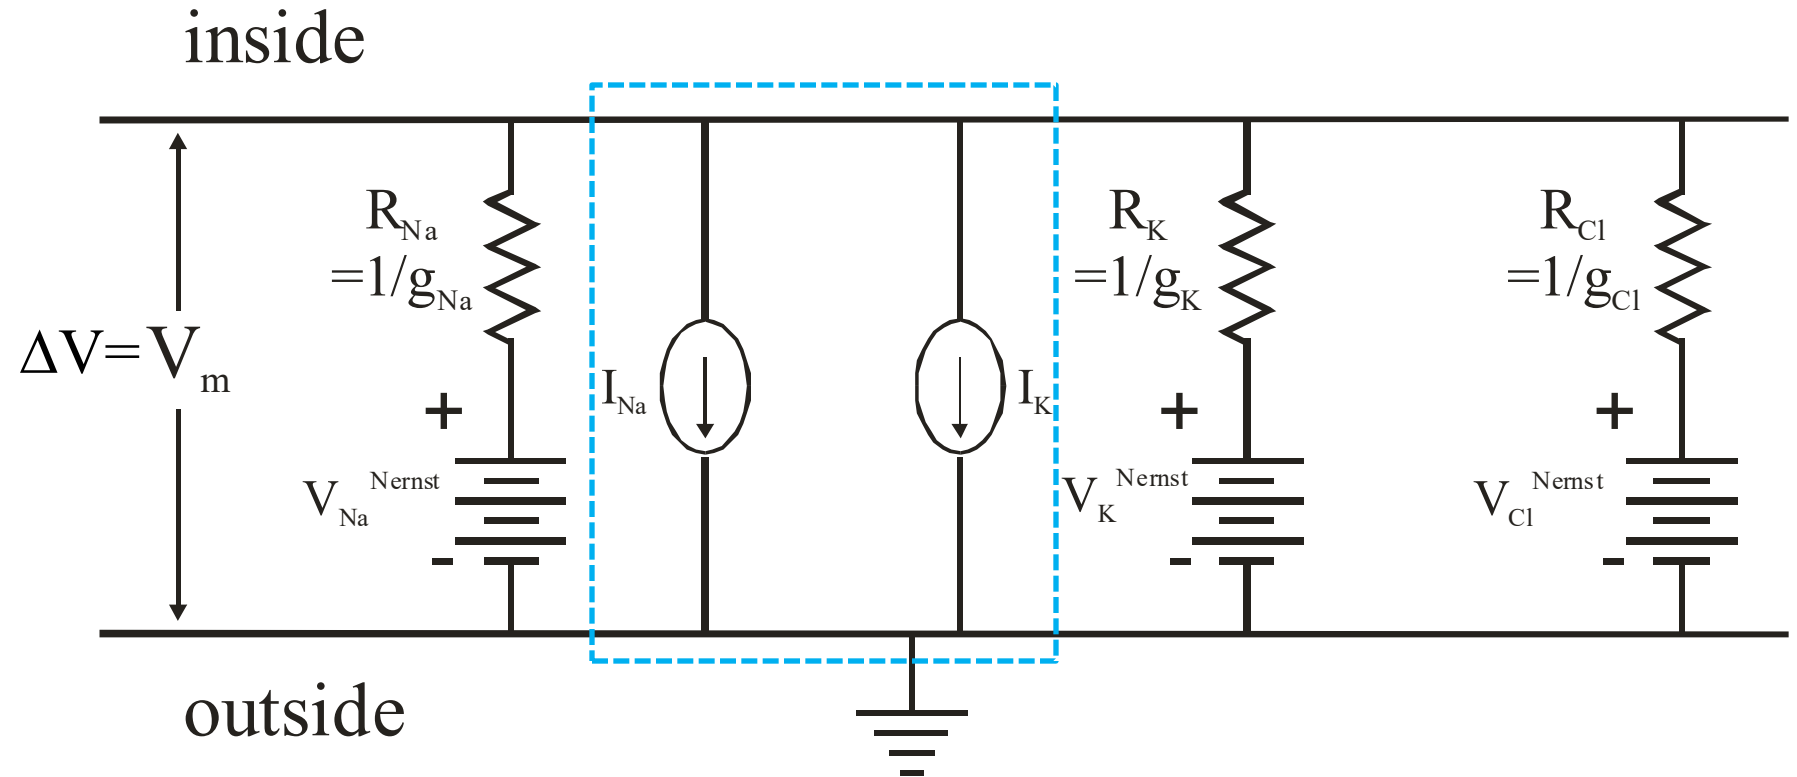 inside
R_Na
=1/g_Na
R_K
=1/g_K
R_Cl
=1/g_Cl
ΔV=V_m
I_Na
I_K
+
+
+
V_Na^Nernst
V_K^Nernst
V_Cl^Nernst
-
-
-
outside